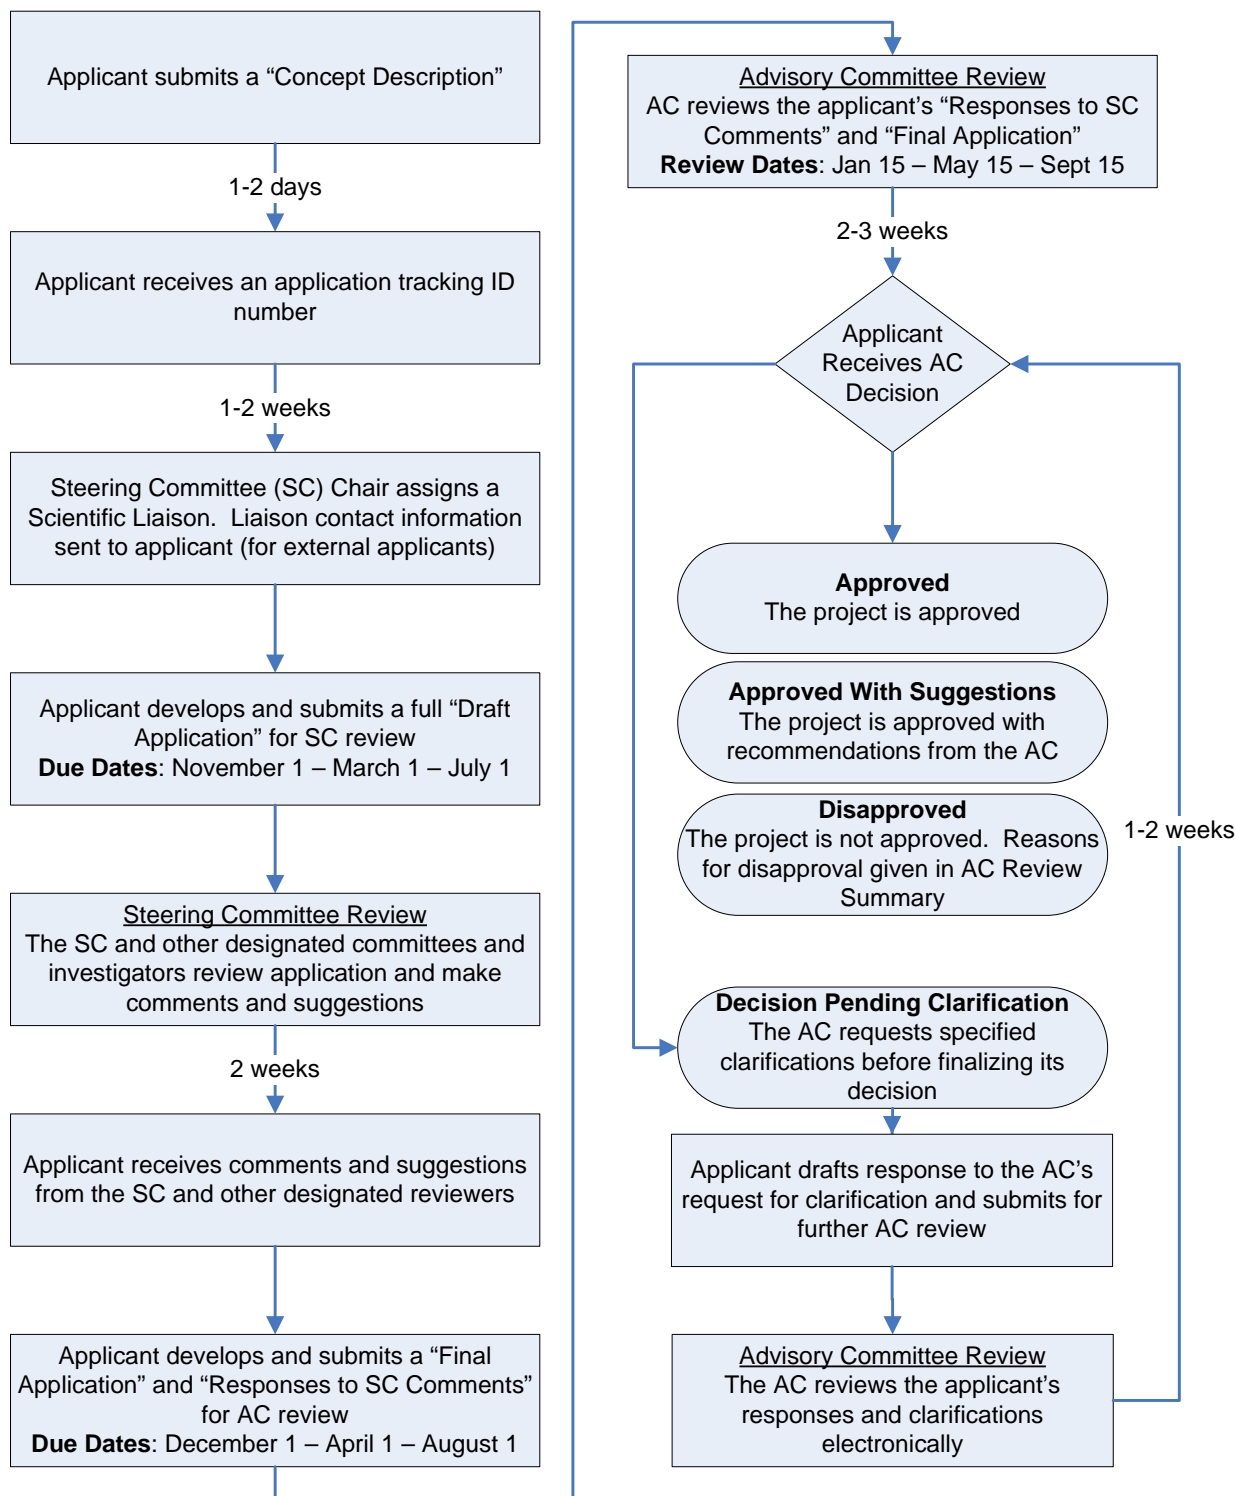 Applicant submits a “Concept Description”
1-2 days
Applicant receives an application tracking ID
number
1-2 weeks
Steering Committee (SC) Chair assigns a
Scientific Liaison.  Liaison contact information
sent to applicant (for external applicants)
Applicant develops and submits a full “Draft
Application” for SC review
Due Dates: November 1 – March 1 – July 1
Steering Committee Review
The SC and other designated committees and
investigators review application and make
comments and suggestions
2 weeks
Applicant receives comments and suggestions
from the SC and other designated reviewers
Applicant develops and submits a “Final
Application” and “Responses to SC Comments”
for AC review
Due Dates: December 1 – April 1 – August 1
Advisory Committee Review
AC reviews the applicant’s “Responses to SC
Comments” and “Final Application”
Review Dates: Jan 15 – May 15 – Sept 15
2-3 weeks
Applicant
Receives AC
Decision
Approved
The project is approved
Approved With Suggestions
The project is approved with
recommendations from the AC
Disapproved
The project is not approved.  Reasons
for disapproval given in AC Review
Summary
1-2 weeks
Decision Pending Clarification
The AC requests specified
clarifications before finalizing its
decision
Applicant drafts response to the AC’s
request for clarification and submits for
further AC review
Advisory Committee Review
The AC reviews the applicant’s
responses and clarifications
electronically